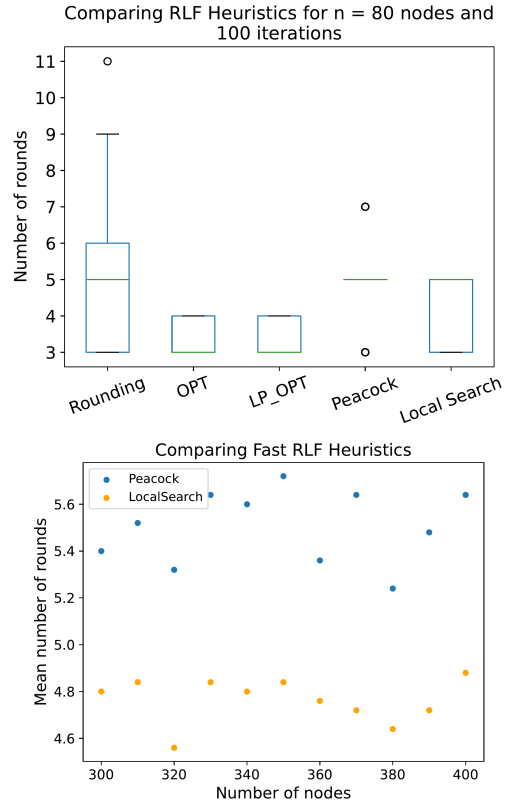 Comparing RLF Heuristics for n = 80 nodes and
100 iterations
11
10
9
8
7
6
5
4
3
Number of rounds
Rounding
OPT
LP_OPT
Peacock
Local Search
Comparing Fast RLF Heuristics
Peacock
LocalSearch
5.6
5.4
5.2
5.0
4.8
4.6
Mean number of rounds
300 320 340 360 380 400
Number of nodes